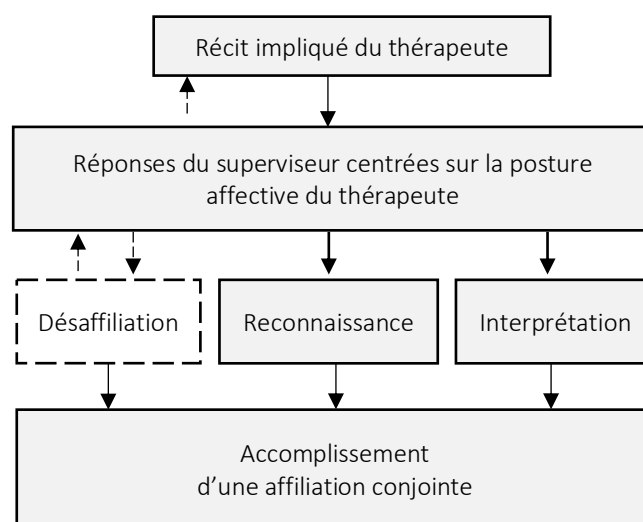 Récit impliqué du thérapeute
Réponses du superviseur centrées sur la posture
affective du thérapeute
Désaffiliation
Reconnaissance
Interprétation
Accomplissement
d'une affiliation conjointe